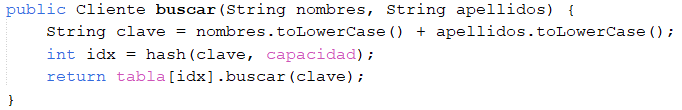 public Cliente buscar(String nombres, String apellidos) {
    String clave = nombres.toLowerCase() + apellidos.toLowerCase();
    int idx = hash(clave, capacidad);
    return tabla[idx].buscar(clave);
}